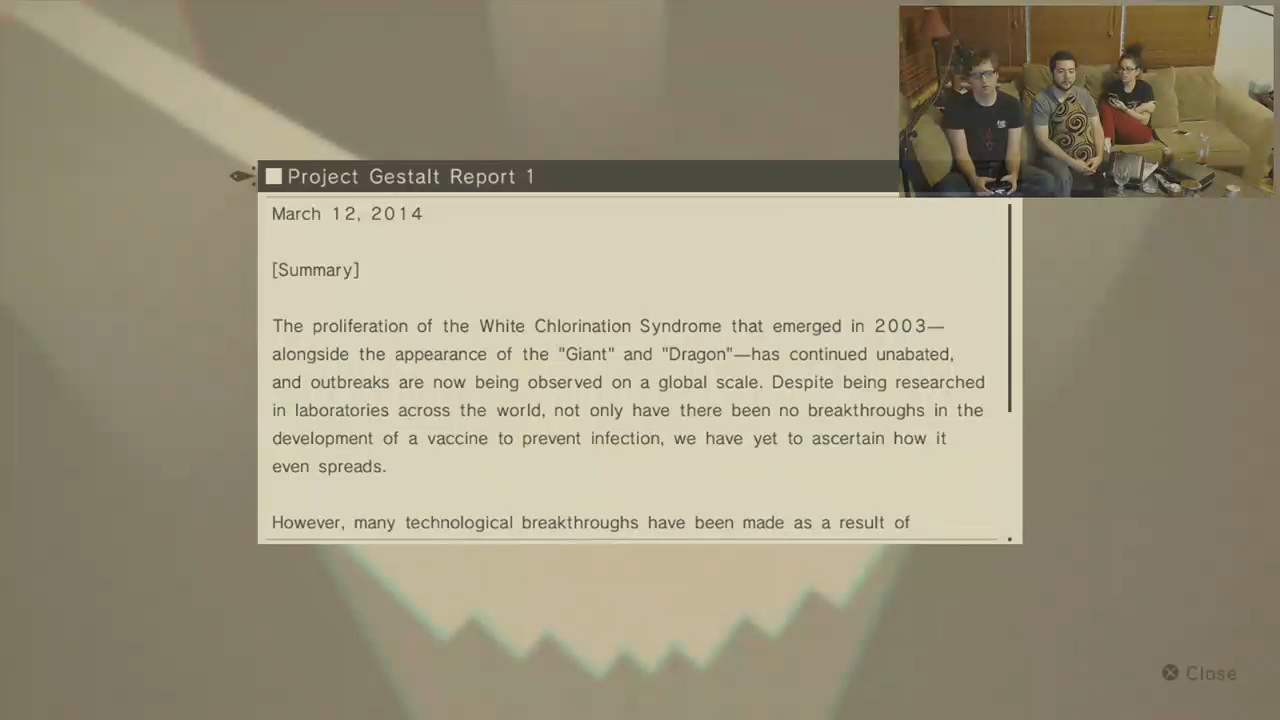 Project Gestalt Report 1
March 12, 2014
[Summary]
The proliferation of the White Chlorination Syndrome that emerged in 2003—
alongside the appearance of the "Giant" and "Dragon"—has continued unabated,
and outbreaks are now being observed on a global scale. Despite being researched
in laboratories across the world, not only have there been no breakthroughs in the
development of a vaccine to prevent infection, we have yet to ascertain how it
even spreads.
However, many technological breakthroughs have been made as a result of
Close